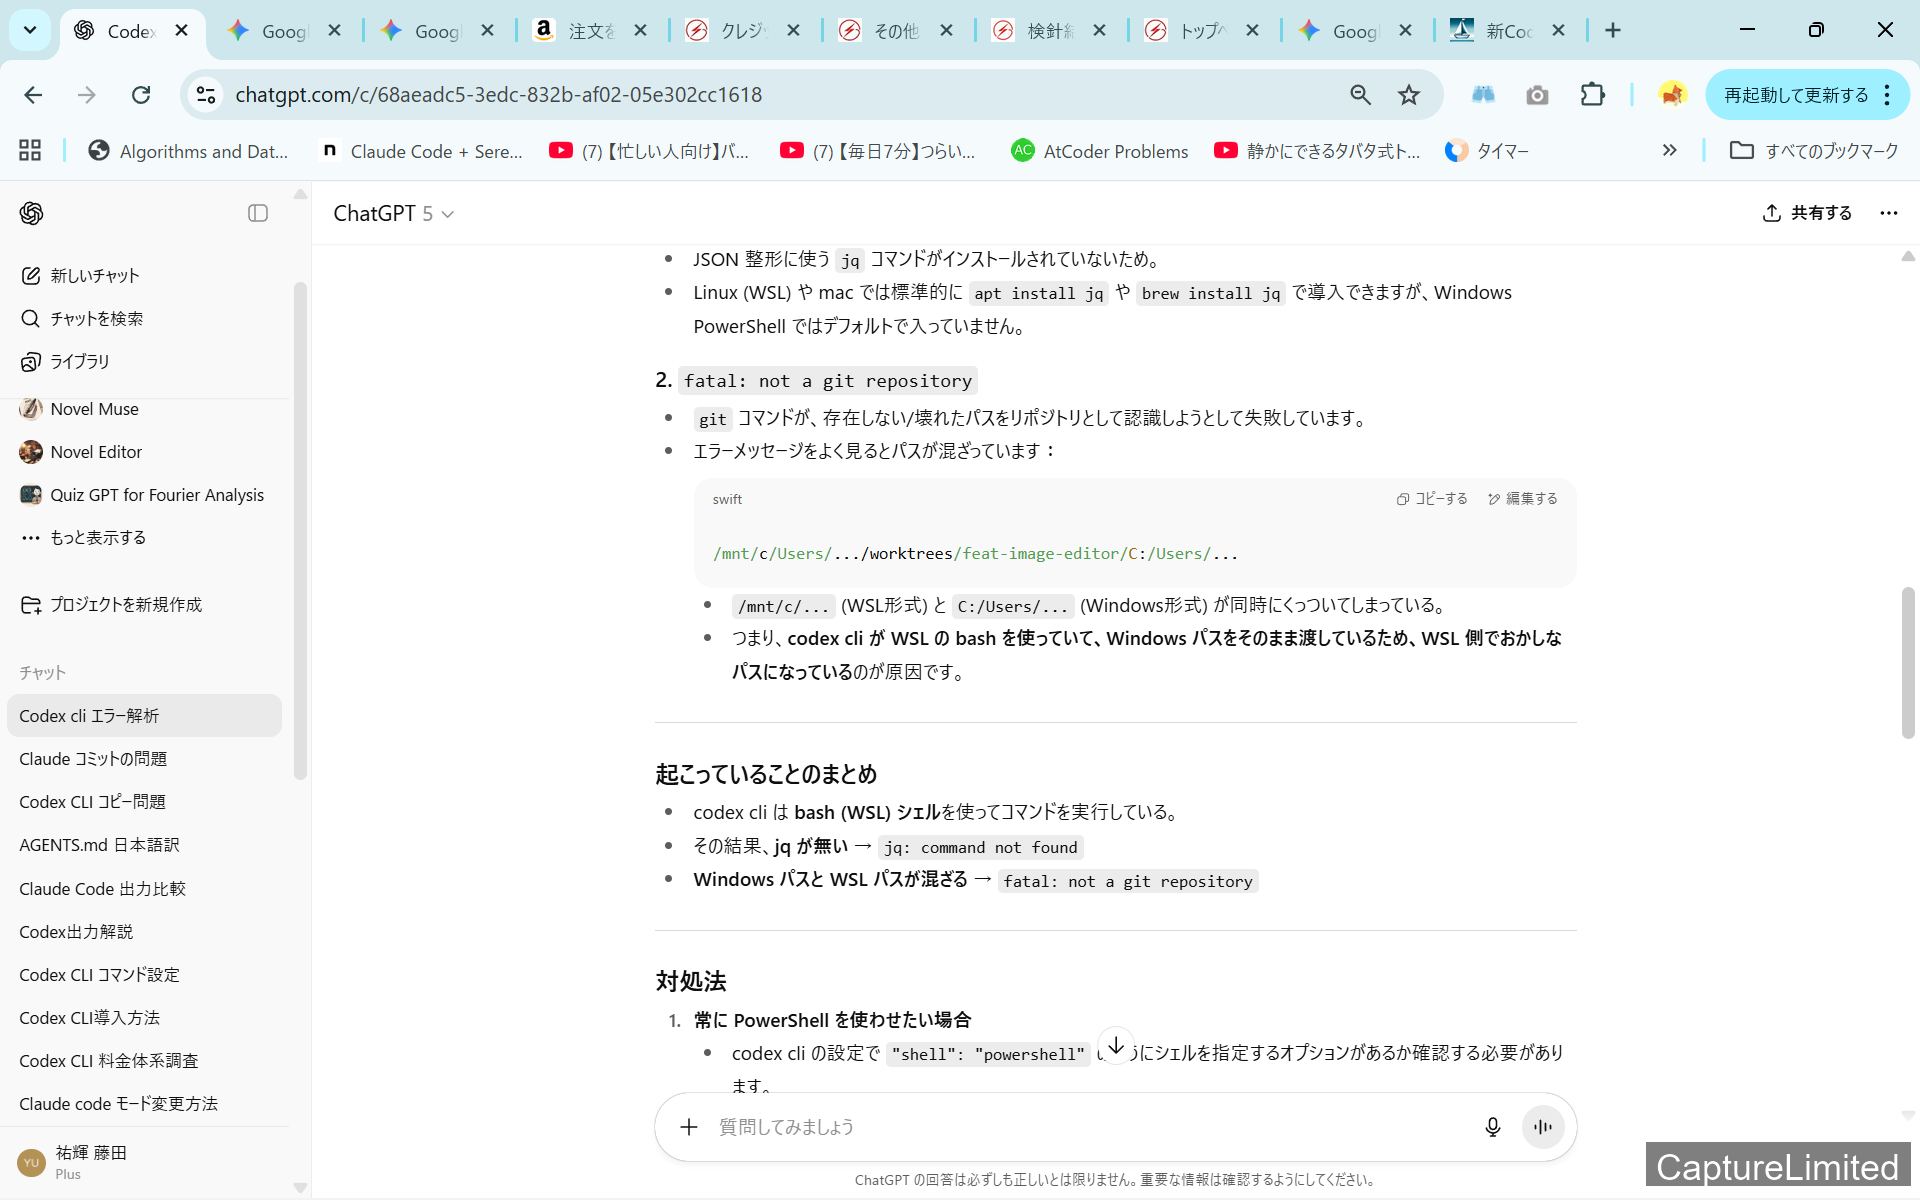 Codex
Googl
Googl
注文を
クレジ
その他
検針結
トップペ
Googl
新Coc
chatgpt.com/c/68aeadc5-3edc-832b-af02-05e302cc1618
再起動して更新する
Algorithms and Dat...
Claude Code + Sere...
(7)【忙しい人向け】バ...
(7)【毎日7分】つらい...
AtCoder Problems
静かにできるタバタ式ト...
タイマー
すべてのブックマーク
新しいチャット
チャットを検索
ライブラリ
Novel Muse
Novel Editor
Quiz GPT for Fourier Analysis
もっと表示する
プロジェクトを新規作成
チャット
Codex cli エラー解析
Claude コミットの問題
Codex CLI コピー問題
AGENTS.md 日本語訳
Claude Code 出力比較
Codex出力解説
Codex CLI コマンド設定
Codex CLI導入方法
Codex CLI 料金体系調査
Claude code モード変更方法
YU
祐輝 藤田
Plus
ChatGPT 5
共有する
JSON 整形に使う jq コマンドがインストールされていないため。
Linux (WSL) や mac では標準的に apt install jq や brew install jq で導入できますが、Windows
PowerShell ではデフォルトで入っていません。
2. fatal: not a git repository
git コマンドが、存在しない/壊れたパスをリポジトリとして認識しようとして失敗しています。
エラーメッセージをよく見るとパスが混ざっています：
swift
コピーする
編集する
/mnt/c/Users/.../worktrees/feat-image-editor/C:/Users/...
/mnt/c/... (WSL形式) と C:/Users/... (Windows形式) が同時にくっついてしまっている。
つまり、codex cli が WSL の bash を使っていて、Windows パスをそのまま渡しているため、WSL 側でおかしな
パスになっているのが原因です。
起こっていることのまとめ
codex cli は bash (WSL) シェルを使ってコマンドを実行している。
その結果、jq が無い → jq: command not found
Windows パスと WSL パスが混ざる → fatal: not a git repository
対処法
1. 常に PowerShell を使わせたい場合
codex cli の設定で "shell": "powershell" のようにシェルを指定するオプションがあるか確認する必要があり
ます。
質問してみましょう
ChatGPT の回答は必ずしも正しいとは限りません。重要な情報は確認するようにしてください。
CaptureLimited